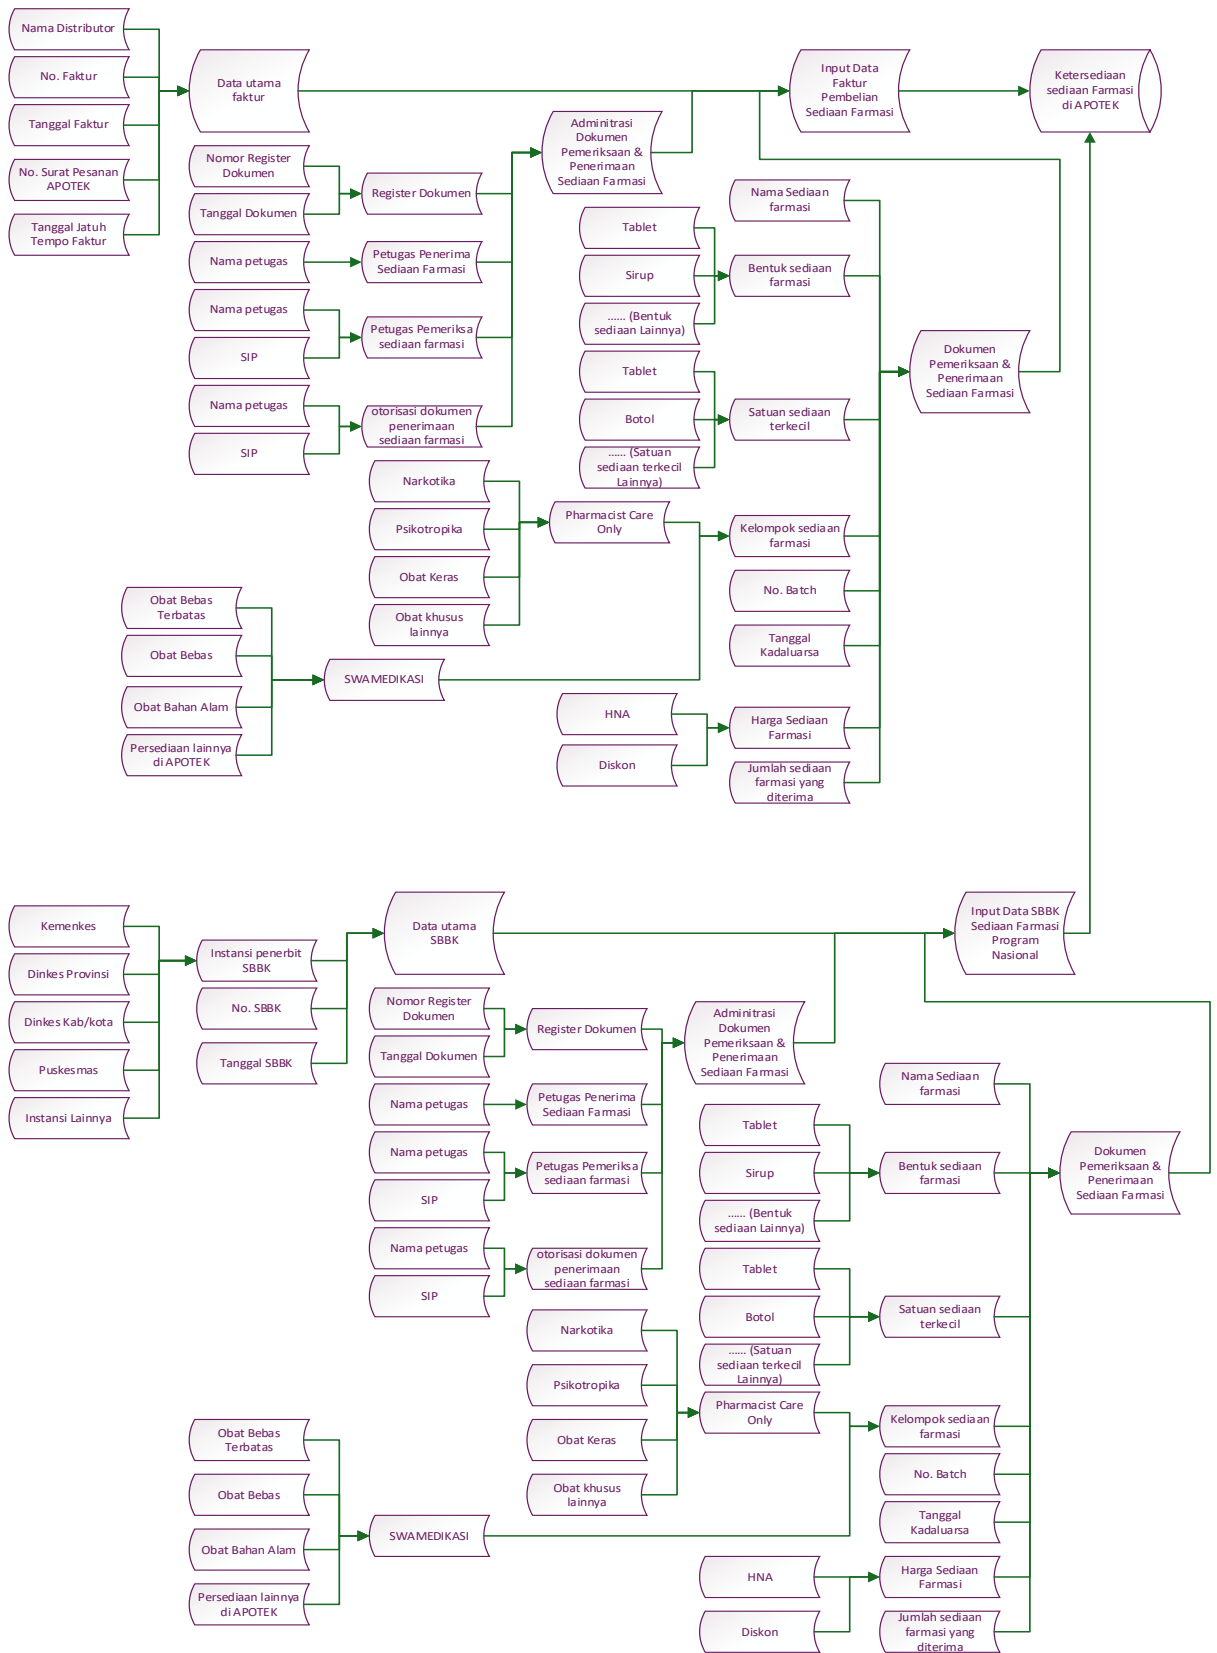 Nama Distributor
No. Faktur
Tanggal Faktur
No. Surat Pesanan
APOTEK
Tanggal Jatuh
Tempo Faktur
Data utama
faktur
Input Data
Faktur
Pembelian
Sediaan Farmasi
Ketersediaan
sediaan Farmasi
di APOTEK
Adminitrasi
Dokumen
Pemeriksaan &
Penerimaan
Sediaan Farmasi
Nomor Register
Dokumen
Tanggal Dokumen
Register Dokumen
Nama petugas
Petugas Penerima
Sediaan Farmasi
Nama petugas
SIP
Petugas Pemeriksa
sediaan farmasi
Nama petugas
SIP
otorisasi dokumen
penerimaan
sediaan farmasi
Nama Sediaan
farmasi
Tablet
Sirup
...... (Bentuk
sediaan Lainnya)
Bentuk sediaan
farmasi
Tablet
Botol
...... (Satuan
sediaan terkecil
Lainnya)
Satuan sediaan
terkecil
Dokumen
Pemeriksaan &
Penerimaan
Sediaan Farmasi
Narkotika
Psikotropika
Obat Keras
Obat khusus
lainnya
Pharmacist Care
Only
Kelompok sediaan
farmasi
No. Batch
Tanggal
Kadaluarsa
Obat Bebas
Terbatas
Obat Bebas
Obat Bahan Alam
Persediaan lainnya
di APOTEK
SWAMEDIKASI
HNA
Diskon
Harga Sediaan
Farmasi
Jumlah sediaan
farmasi yang
diterima
Kemenkes
Dinkes Provinsi
Dinkes Kab/kota
Puskesmas
Instansi Lainnya
Instansi penerbit
SBBK
No. SBBK
Tanggal SBBK
Data utama
SBBK
Input Data SBBK
Sediaan Farmasi
Program
Nasional
Nomor Register
Dokumen
Tanggal Dokumen
Register Dokumen
Adminitrasi
Dokumen
Pemeriksaan &
Penerimaan
Sediaan Farmasi
Nama petugas
Petugas Penerima
Sediaan Farmasi
Nama petugas
SIP
Petugas Pemeriksa
sediaan farmasi
Nama petugas
SIP
otorisasi dokumen
penerimaan
sediaan farmasi
Nama Sediaan
farmasi
Tablet
Sirup
...... (Bentuk
sediaan Lainnya)
Bentuk sediaan
farmasi
Dokumen
Pemeriksaan &
Penerimaan
Sediaan Farmasi
Tablet
Botol
...... (Satuan
sediaan terkecil
Lainnya)
Satuan sediaan
terkecil
Narkotika
Psikotropika
Obat Keras
Obat khusus
lainnya
Pharmacist Care
Only
Kelompok sediaan
farmasi
No. Batch
Tanggal
Kadaluarsa
Obat Bebas
Terbatas
Obat Bebas
Obat Bahan Alam
Persediaan lainnya
di APOTEK
SWAMEDIKASI
HNA
Diskon
Harga Sediaan
Farmasi
Jumlah sediaan
farmasi yang
diterima